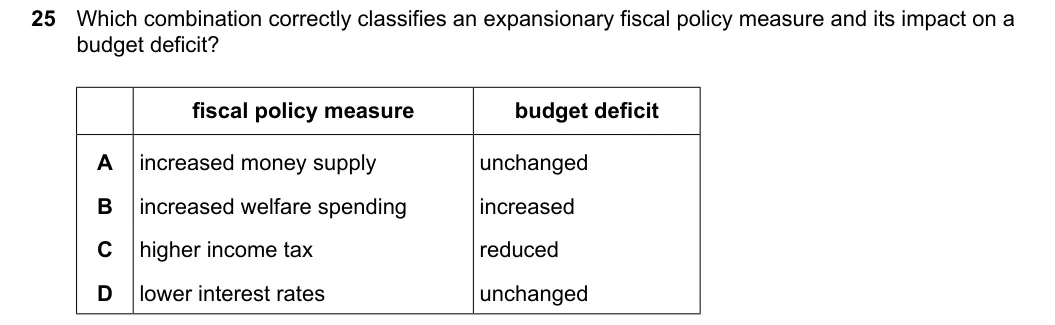 25 Which combination correctly classifies an expansionary fiscal policy measure and its impact on a
budget deficit?
fiscal policy measure budget deficit
A increased money supply unchanged
B increased welfare spending increased
C higher income tax reduced
D lower interest rates unchanged